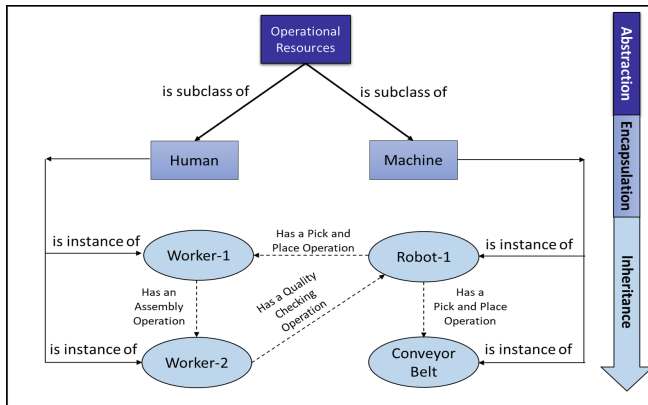 Operational
Resources
is subclass of
is subclass of
Human
Machine
is instance of
Worker-1
Has a Pick and
Place Operation
Robot-1
is instance of
Has an
Assembly
Operation
Has a Quality
Checking
Operation
Has a
Pick and Place
Operation
is instance of
Worker-2
Conveyor
Belt
is instance of
Abstraction
Encapsulation
Inheritance